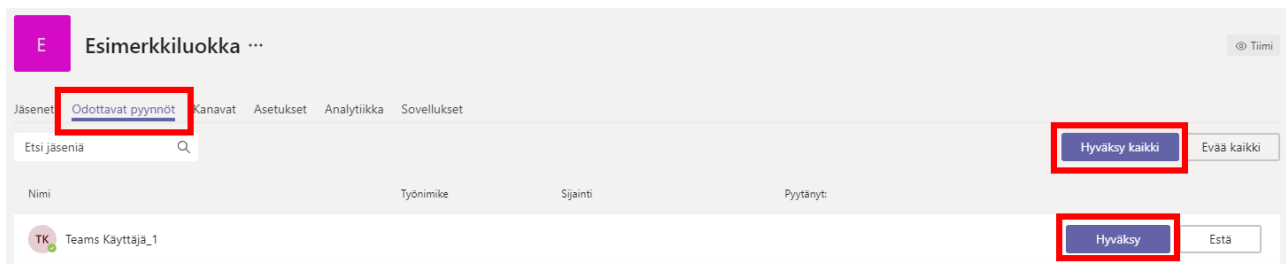 E Esimerkkiluokka ···
Tiimi
Jäsenet Odottavat pyynnöt Kanavat Asetukset Analytiikka Sovellukset
Etsi jäseniä Hyväksy kaikki Evää kaikki
Nimi Työnimike Sijainti Pyytänyt:
TK Teams Käyttäjä_1 Hyväksy Estä